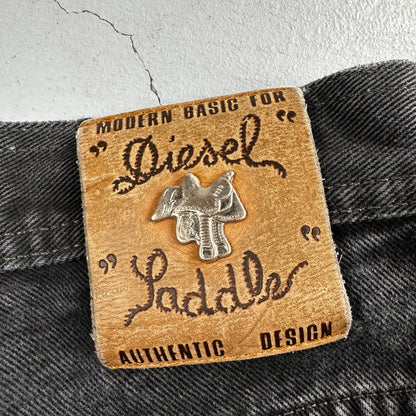 MODERN BASIC FOR
"Diesel"
"Saddle"
AUTHENTIC DESIGN